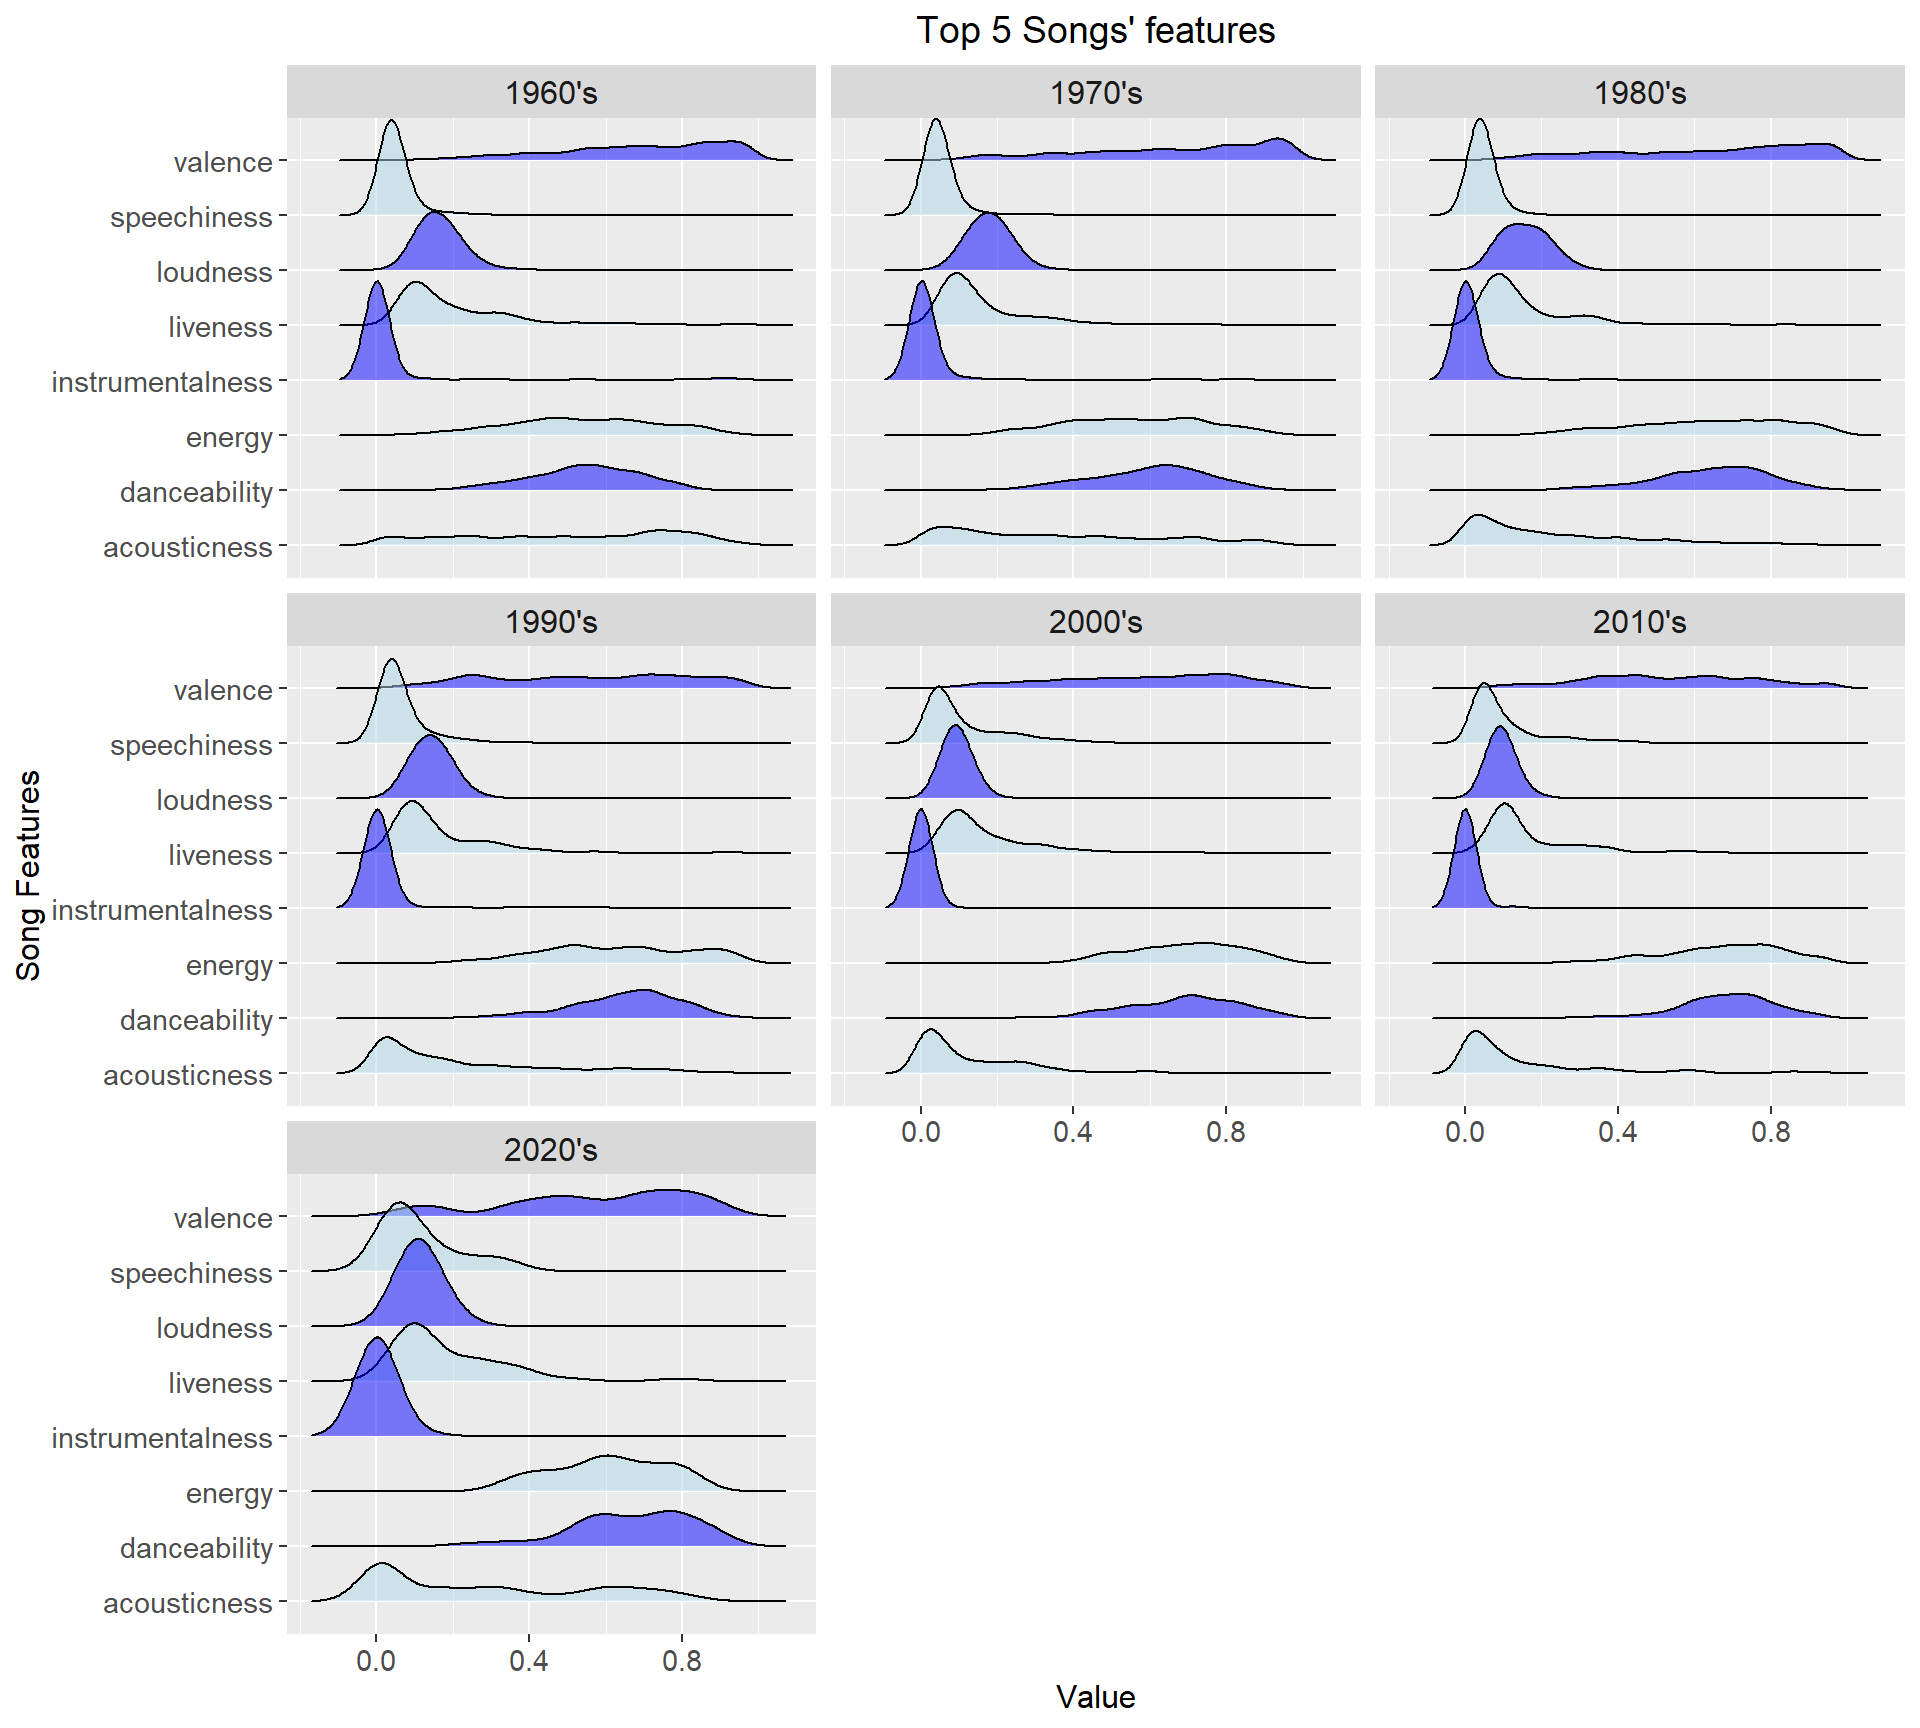 Top 5 Songs' features
1960's
1970's
1980's
valence
speechiness
loudness
liveness
instrumentalness
energy
danceability
acousticness
1990's
2000's
2010's
valence
speechiness
loudness
liveness
instrumentalness
energy
danceability
acousticness
0.0 0.4 0.8
0.0 0.4 0.8
2020's
valence
speechiness
loudness
liveness
instrumentalness
energy
danceability
acousticness
0.0 0.4 0.8
Value
Song Features